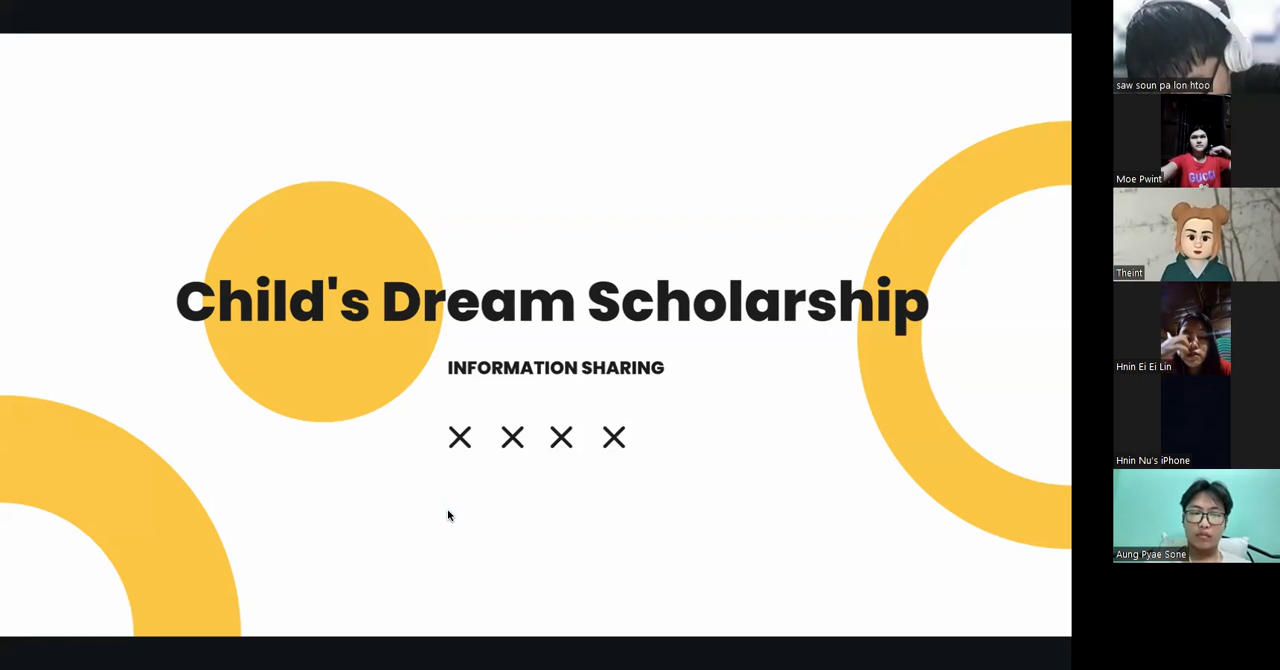 Child's Dream Scholarship
INFORMATION SHARING
saw soun pa lon htoo
Moe Pwint
GUCCI
Theint
Hnin Ei Ei Lin
Hnin Nu's iPhone
Aung Pyae Sone